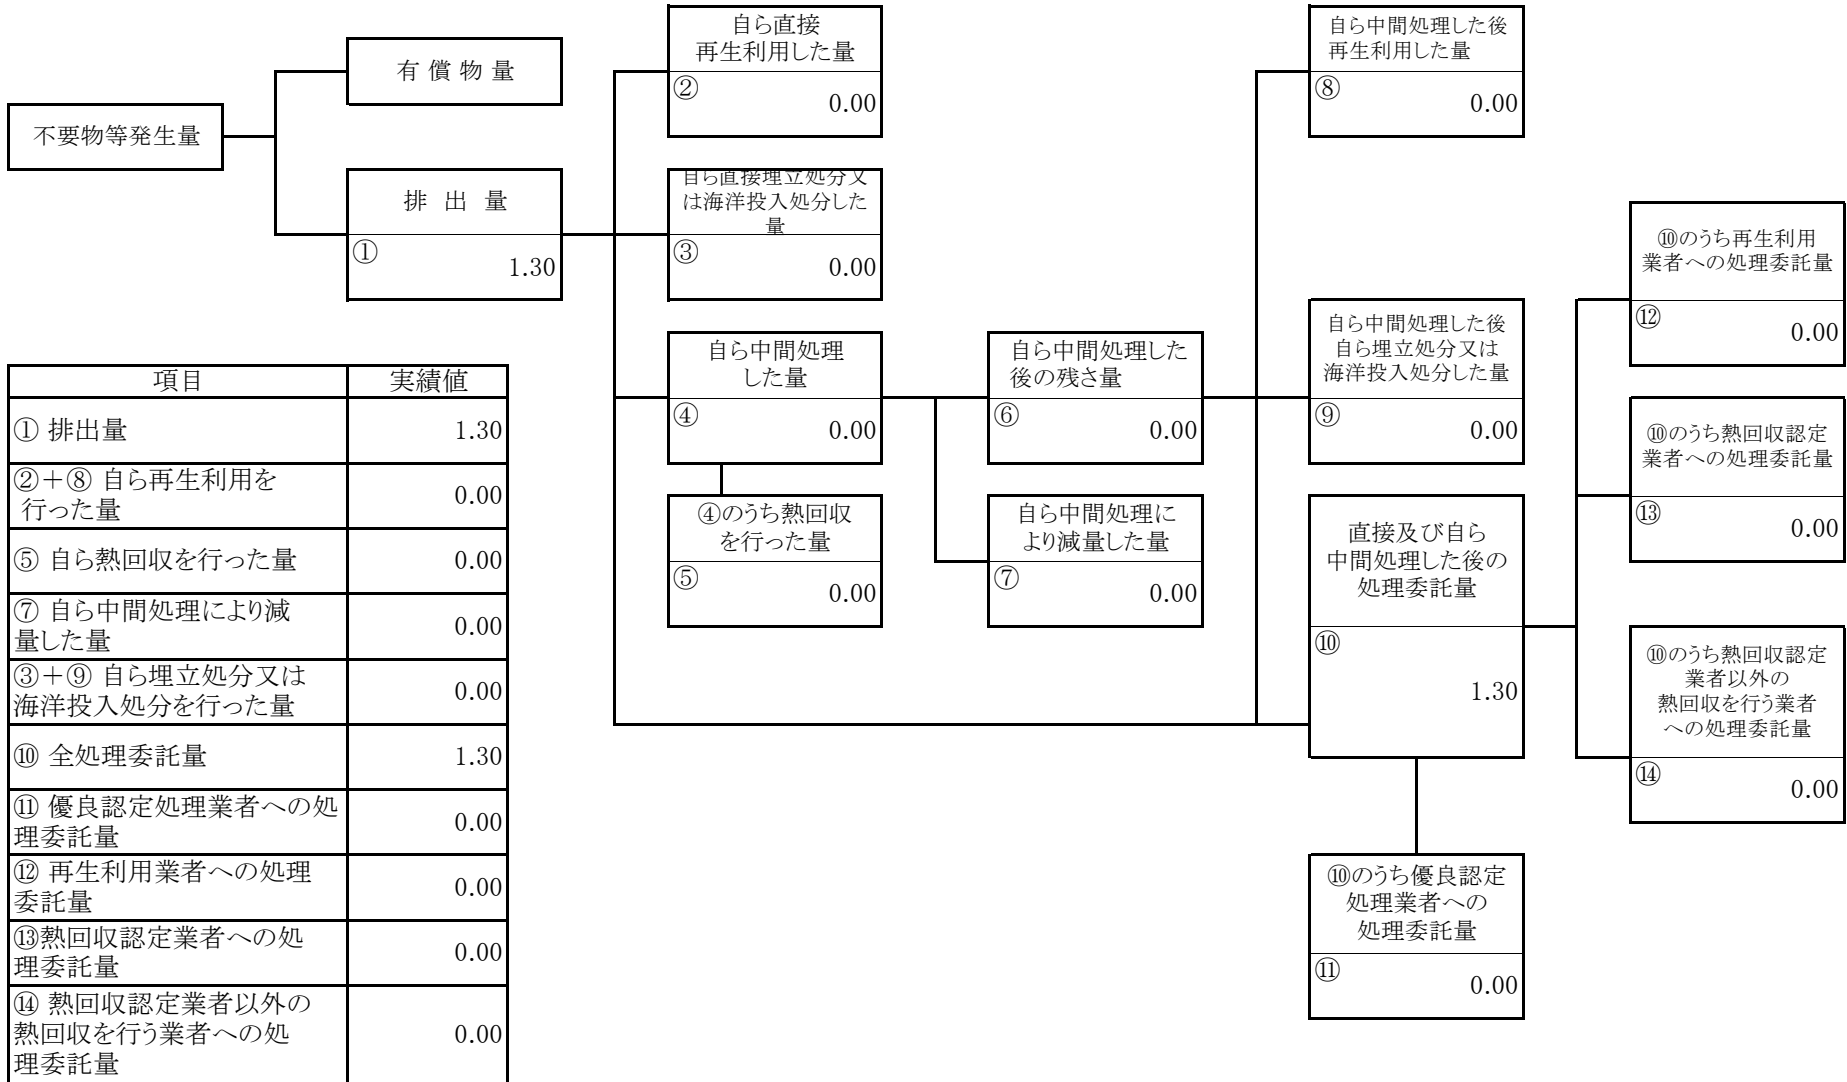 不要物等発生量
有 償 物 量
排　出　量
①
1.30
自ら直接
再生利用した量
②
0.00
自ら直接埋立処分又
は海洋投入処分した
量
③
0.00
自ら中間処理
した量
④
0.00
④のうち熱回収
を行った量
⑤
0.00
自ら中間処理した
後の残さ量
⑥
0.00
自ら中間処理に
より減量した量
⑦
0.00
自ら中間処理した後
再生利用した量
⑧
0.00
自ら中間処理した後
自ら埋立処分又は
海洋投入処分した量
⑨
0.00
直接及び自ら
中間処理した後の
処理委託量
⑩
1.30
⑩のうち優良認定
処理業者への
処理委託量
⑪
0.00
⑩のうち再生利用
業者への処理委託量
⑫
0.00
⑩のうち熱回収認定
業者への処理委託量
⑬
0.00
⑩のうち熱回収認定
業者以外の
熱回収を行う業者
への処理委託量
⑭
0.00
項目 実績値
① 排出量 1.30
②＋⑧ 自ら再生利用を
行った量 0.00
⑤ 自ら熱回収を行った量 0.00
⑦ 自ら中間処理により減
量した量 0.00
③＋⑨ 自ら埋立処分又は
海洋投入処分を行った量 0.00
⑩ 全処理委託量 1.30
⑪ 優良認定処理業者への処
理委託量 0.00
⑫ 再生利用業者への処理
委託量 0.00
⑬熱回収認定業者への処
理委託量 0.00
⑭ 熱回収認定業者以外の
熱回収を行う業者への処
理委託量 0.00